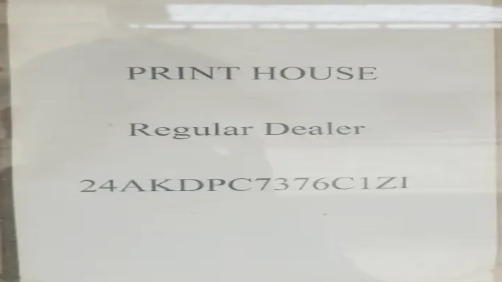 PRINT HOUSE
Regular Dealer
24AKDPC7376C1ZI